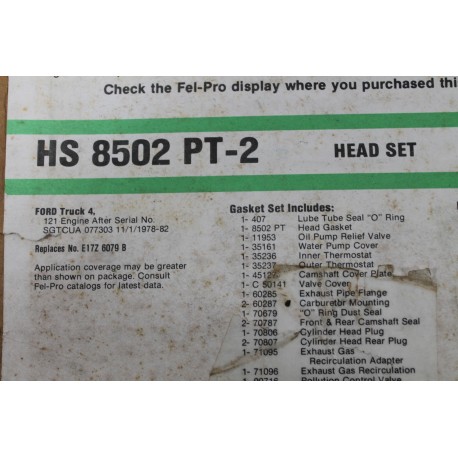 Check the Fel-Pro display where you purchased thi
HS 8502 PT-2 HEAD SET
FORD Truck 4,
121 Engine After Serial No.
SGTCUA 077303 11/1/1978-82
Replaces No. E17Z 6079 B
Application coverage may be greater
than shown on package. Consult
Fel-Pro catalogs for latest data.
Gasket Set Includes:
1- 407 Lube Tube Seal "O" Ring
1- 8502 PT Head Gasket
1- 11953 Oil Pump Relief Valve
1- 35161 Water Pump Cover
1- 35236 Inner Thermostat
1- 35237 Outer Thermostat
1- 4512 Camshaft Cover Plate
1-C 50141 Valve Cover
1- 60285 Exhaust Pipe Flange
2- 60287 Carburetor Mounting
1- 70679 "O" Ring Dust Seal
2- 70787 Front & Rear Camshaft Seal
1- 70806 Cylinder Head Plug
2- 70807 Cylinder Head Rear Plug
1- 71095 Exhaust Gas
Recirculation Adapter
1- 71096 Exhaust Gas Recirculation
Pollution Control Valve